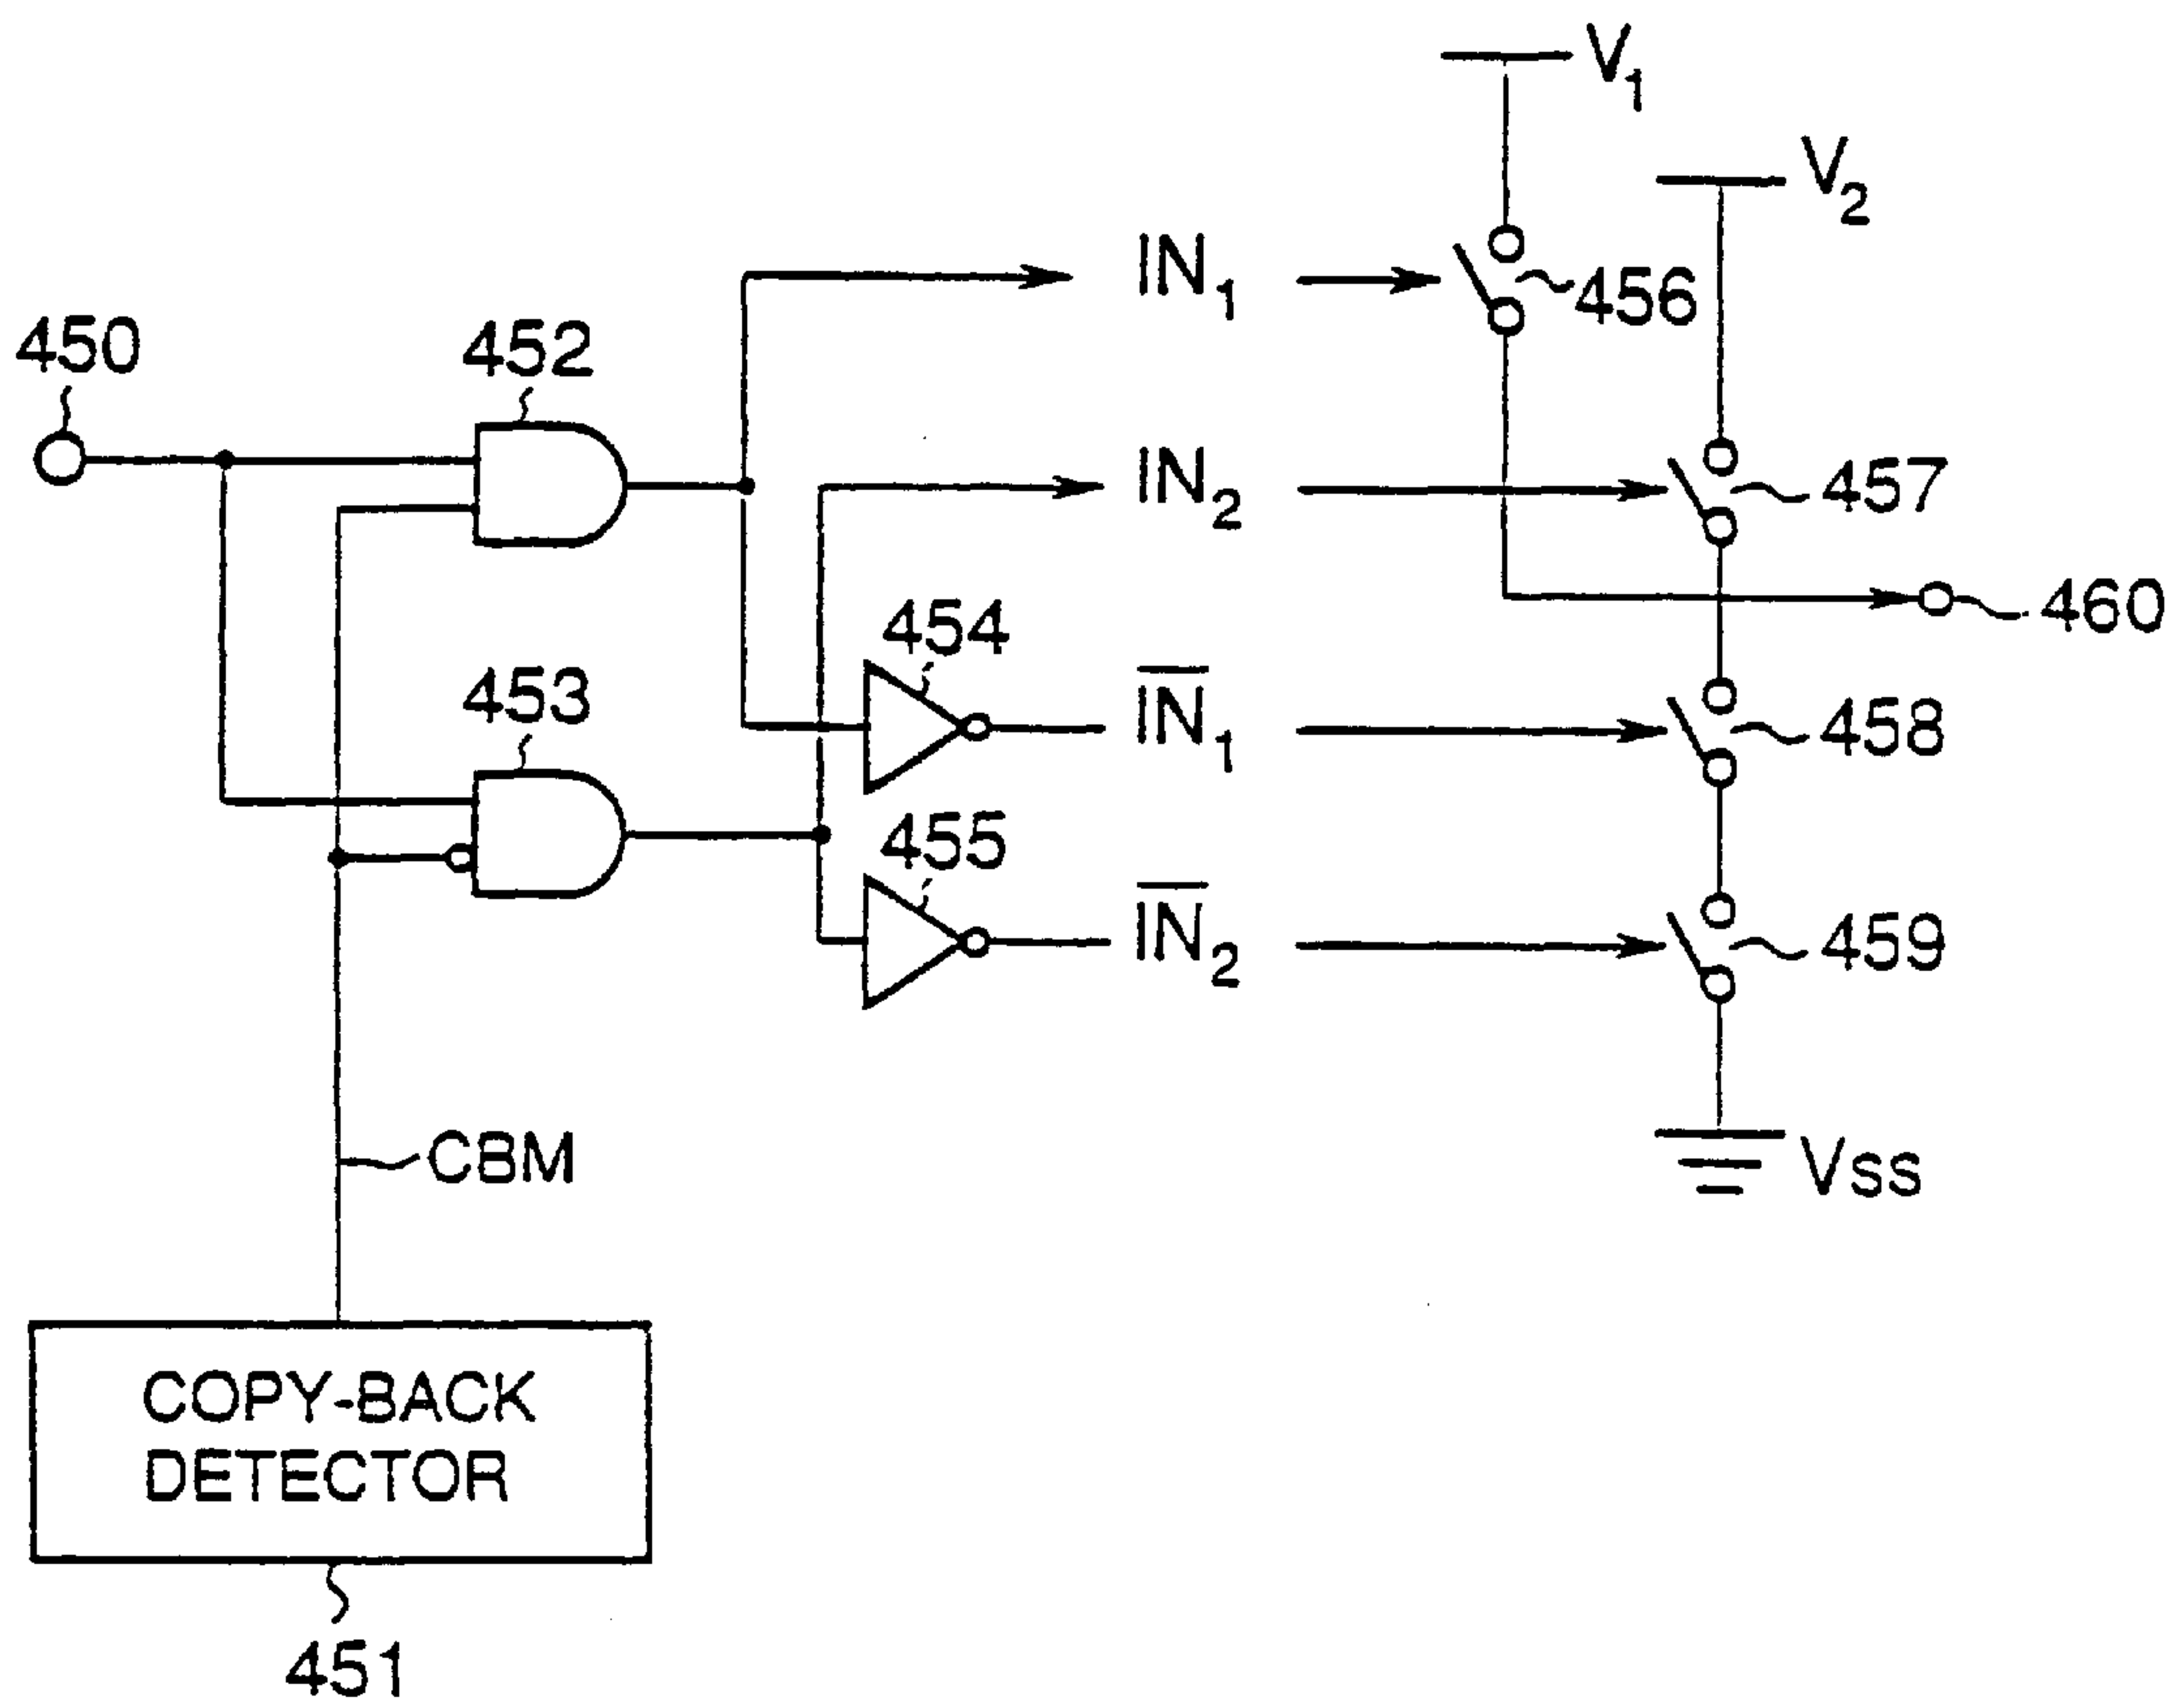 V1
V2
IN1
456
450
452
IN2
457
460
454
IN1
458
453
455
IN2
459
CBM
VSS
COPY-BACK
DETECTOR
451